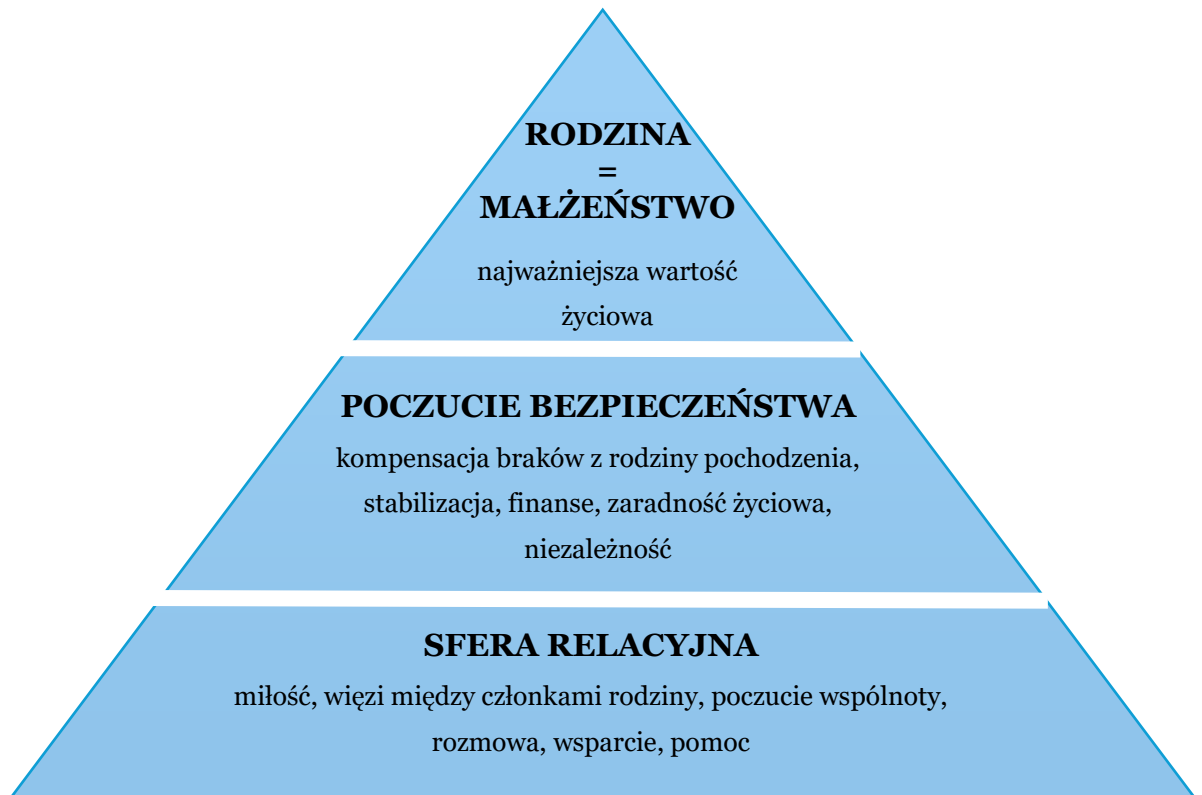 RODZINA
=
MAŁŻEŃSTWO
najważniejsza wartość
życiowa
POCZUCIE BEZPIECZEŃSTWA
kompensacja braków z rodziny pochodzenia,
stabilizacja, finanse, zaradność życiowa,
niezależność
SFERA RELACYJNA
miłość, więzi między członkami rodziny, poczucie wspólnoty,
rozmowa, wsparcie, pomoc